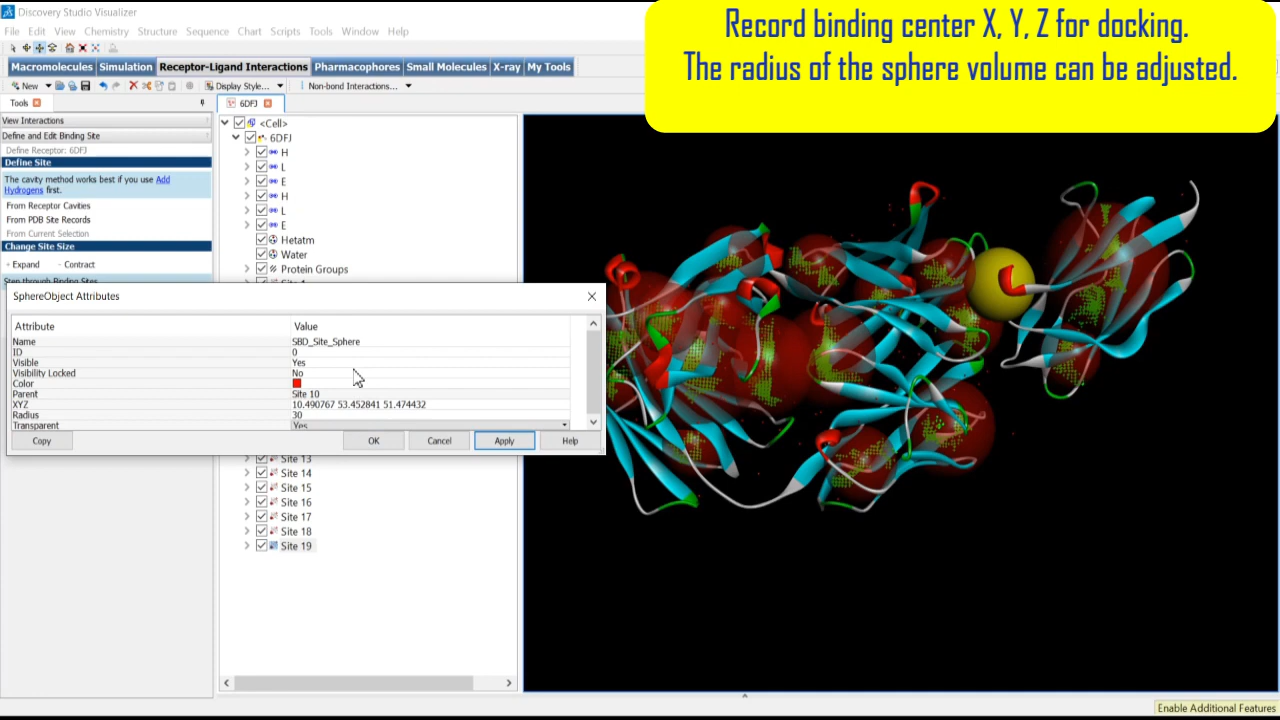 Discovery Studio Visualizer
Record binding center X, Y, Z for docking.
The radius of the sphere volume can be adjusted.
File Edit View Chemistry Structure Sequence Chart Scripts Tools Window Help
Macromolecules Simulation Receptor-Ligand Interactions Pharmacophores Small Molecules X-ray My Tools
New Display Style... Non-bond Interactions...
Tools
6DFJ
View Interactions
Define and Edit Binding Site
Define Receptor: 6DFJ
Define Site
The cavity method works best if you use Add
Hydrogens first.
From Receptor Cavities
From PDB Site Records
From Current Selection
Change Site Size
+ Expand - Contract
Step through Binding Sites
<Cell>
6DFJ
H
L
E
H
L
E
Hetatm
Water
Protein Groups
SphereObject Attributes
Attribute Value
Name SBD_Site_Sphere
ID 0
Visible Yes
Visibility Locked No
Color
Parent Site 10
XYZ 10.490767 53.452841 51.474432
Radius 30
Transparent Yes
Copy OK Cancel Apply Help
Site 13
Site 14
Site 15
Site 16
Site 17
Site 18
Site 19
Enable Additional Features